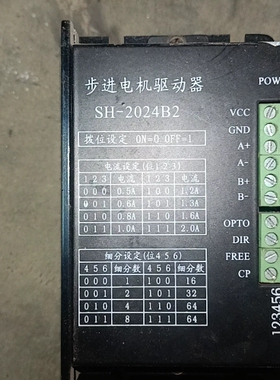 步进电机驱动器
SH-2024B2
拨位设定 ON=0 OFF=1
电流设定(位1 2 3)
1 2 3 电流 1 2 3 电流
0 0 0 0.5A 1 0 0 1.2A
0 0 1 0.6A 1 0 1 1.3A
0 1 0 0.8A 1 1 0 1.6A
0 1 1 1.0A 1 1 1 2.0A
细分设定(位4 5 6)
4 5 6 细分数 4 5 6 细分数
0 0 0 1 1 0 0 16
0 0 1 2 1 0 1 32
0 1 0 4 1 1 0 64
0 1 1 8 1 1 1 64
VCC
GND
A+
A-
B+
B-
OPTO
DIR
FREE
CP
123456